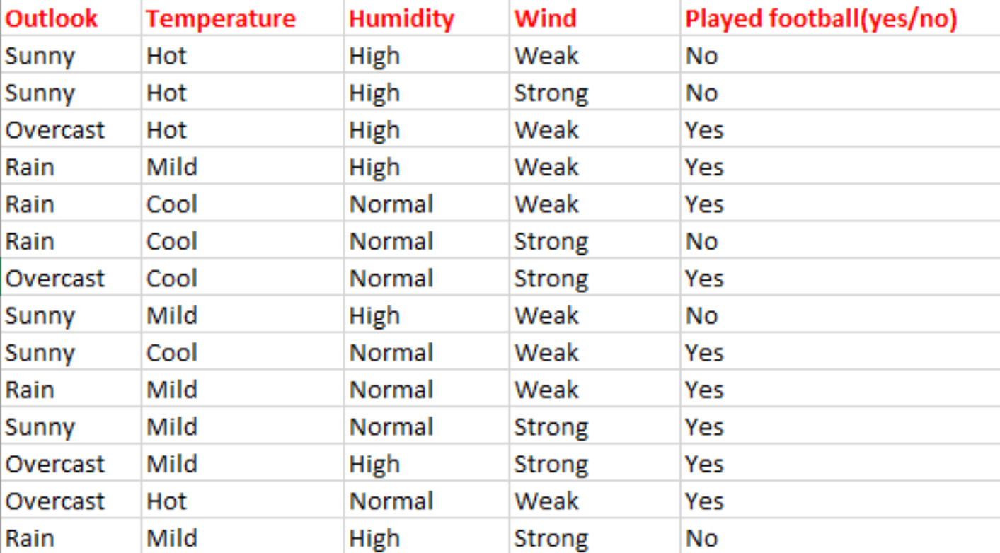 Outlook Temperature Humidity Wind Played football(yes/no)
Sunny Hot High Weak No
Sunny Hot High Strong No
Overcast Hot High Weak Yes
Rain Mild High Weak Yes
Rain Cool Normal Weak Yes
Rain Cool Normal Strong No
Overcast Cool Normal Strong Yes
Sunny Mild High Weak No
Sunny Cool Normal Weak Yes
Rain Mild Normal Weak Yes
Sunny Mild Normal Strong Yes
Overcast Mild High Strong Yes
Overcast Hot Normal Weak Yes
Rain Mild High Strong No